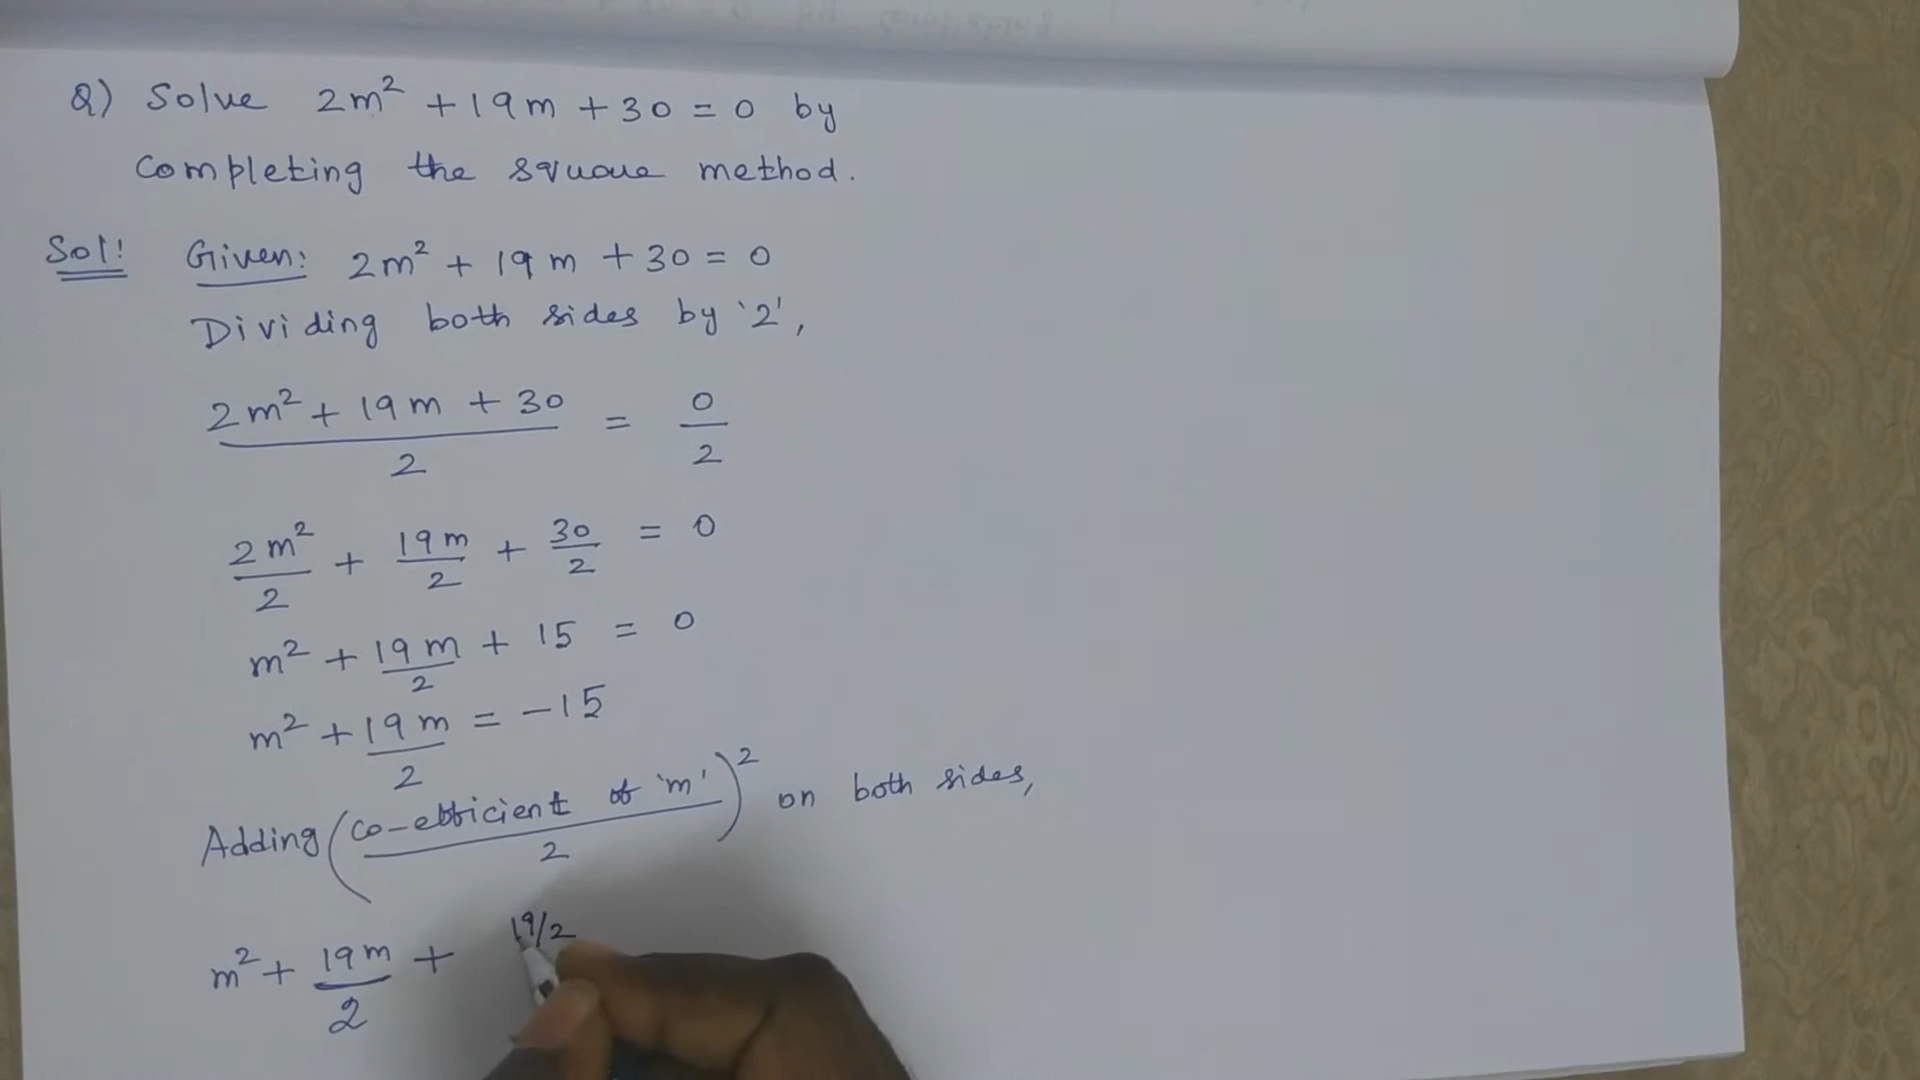 Q) Solve 2m² + 19m + 30 = 0 by
Completing the square method.
Sol: Given: 2m² + 19m + 30 = 0
Dividing both sides by '2',
(2m² + 19m + 30)/2 = 0/2
2m²/2 + 19m/2 + 30/2 = 0
m² + 19m/2 + 15 = 0
m² + 19m/2 = -15
Adding (co-efficient of 'm'/2)² on both sides,
m² + 19m/2 + 19/2